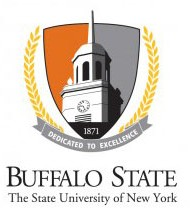 1871
DEDICATED TO EXCELLENCE
BUFFALO STATE
The State University of New York